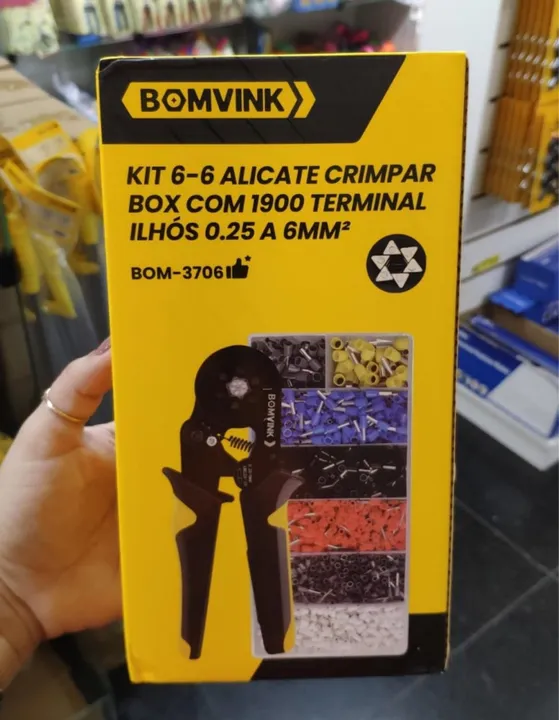 BOMVINK
KIT 6-6 ALICATE CRIMPAR
BOX COM 1900 TERMINAL
ILHÓS 0.25 A 6MM²
BOM-3706
BOMVINK